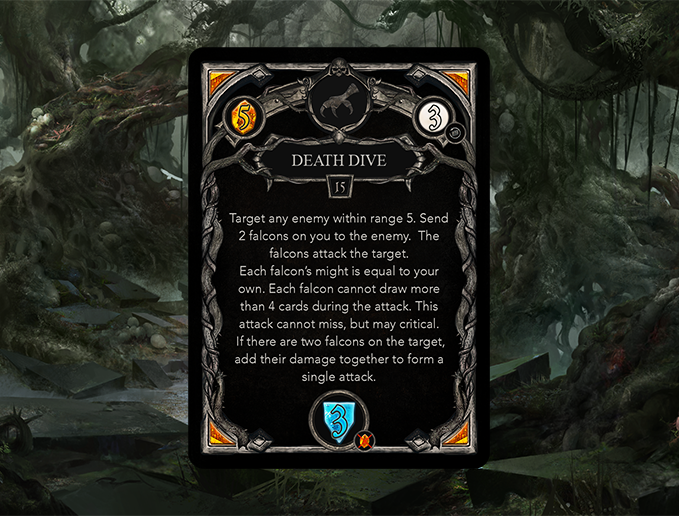 5
3
DEATH DIVE
15
Target any enemy within range 5. Send
2 falcons on you to the enemy.  The
falcons attack the target.
Each falcon's might is equal to your
own. Each falcon cannot draw more
than 4 cards during the attack. This
attack cannot miss, but may critical.
If there are two falcons on the target,
add their damage together to form a
single attack.
3